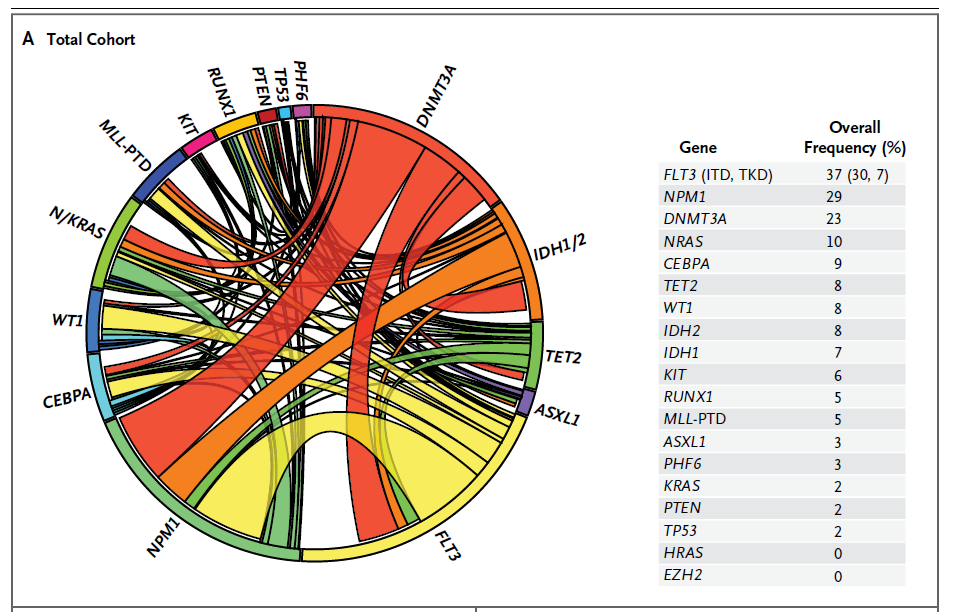 A Total Cohort
DNMT3A
IDH1/2
TET2
ASXL1
FLT3
NPM1
CEBPA
WT1
N/KRAS
MLL-PTD
KIT
RUNX1
PTEN
TP53
PHF6
Gene Overall Frequency (%)
FLT3 (ITD, TKD) 37 (30, 7)
NPM1 29
DNMT3A 23
NRAS 10
CEBPA 9
TET2 8
WT1 8
IDH2 8
IDH1 7
KIT 6
RUNX1 5
MLL-PTD 5
ASXL1 3
PHF6 3
KRAS 2
PTEN 2
TP53 2
HRAS 0
EZH2 0